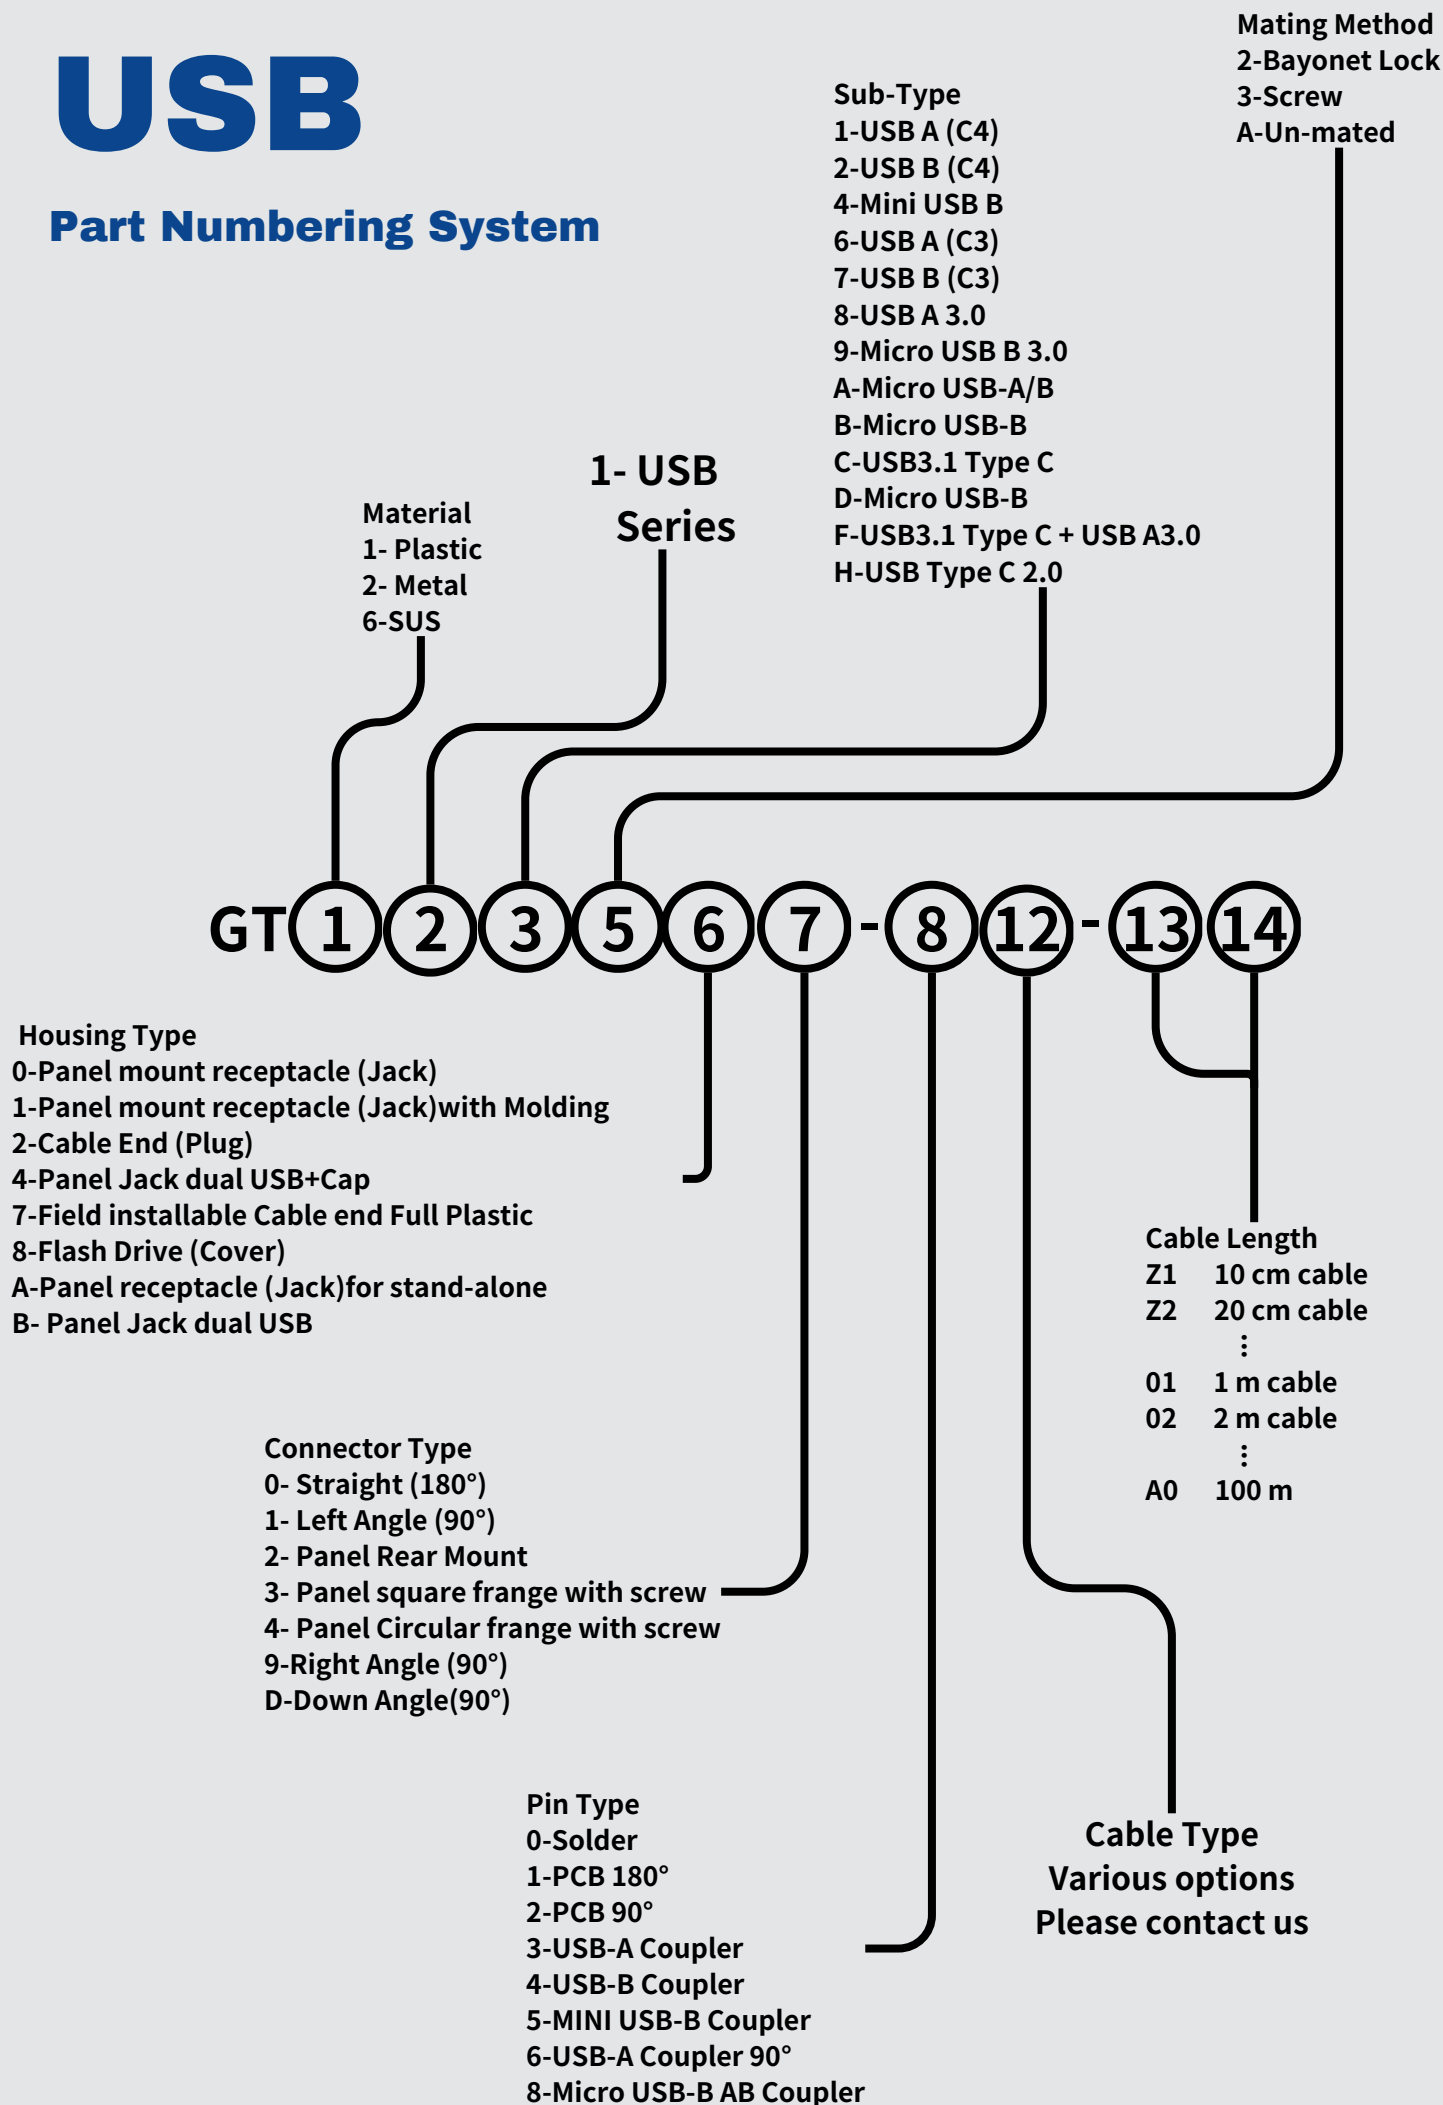 USB
Part Numbering System
Mating Method
2-Bayonet Lock
3-Screw
A-Un-mated
Sub-Type
1-USB A (C4)
2-USB B (C4)
4-Mini USB B
6-USB A (C3)
7-USB B (C3)
8-USB A 3.0
9-Micro USB B 3.0
A-Micro USB-A/B
B-Micro USB-B
C-USB3.1 Type C
D-Micro USB-B
F-USB3.1 Type C + USB A3.0
H-USB Type C 2.0
1- USB
Series
Material
1- Plastic
2- Metal
6-SUS
GT 1 2 3 5 6 7 - 8 12 - 13 14
Housing Type
0-Panel mount receptacle (Jack)
1-Panel mount receptacle (Jack)with Molding
2-Cable End (Plug)
4-Panel Jack dual USB+Cap
7-Field installable Cable end Full Plastic
8-Flash Drive (Cover)
A-Panel receptacle (Jack)for stand-alone
B- Panel Jack dual USB
Cable Length
Z1 10 cm cable
Z2 20 cm cable
⋮
01 1 m cable
02 2 m cable
⋮
A0 100 m
Connector Type
0- Straight (180°)
1- Left Angle (90°)
2- Panel Rear Mount
3- Panel square frange with screw
4- Panel Circular frange with screw
9-Right Angle (90°)
D-Down Angle(90°)
Pin Type
0-Solder
1-PCB 180°
2-PCB 90°
3-USB-A Coupler
4-USB-B Coupler
5-MINI USB-B Coupler
6-USB-A Coupler 90°
8-Micro USB-B AB Coupler
Cable Type
Various options
Please contact us